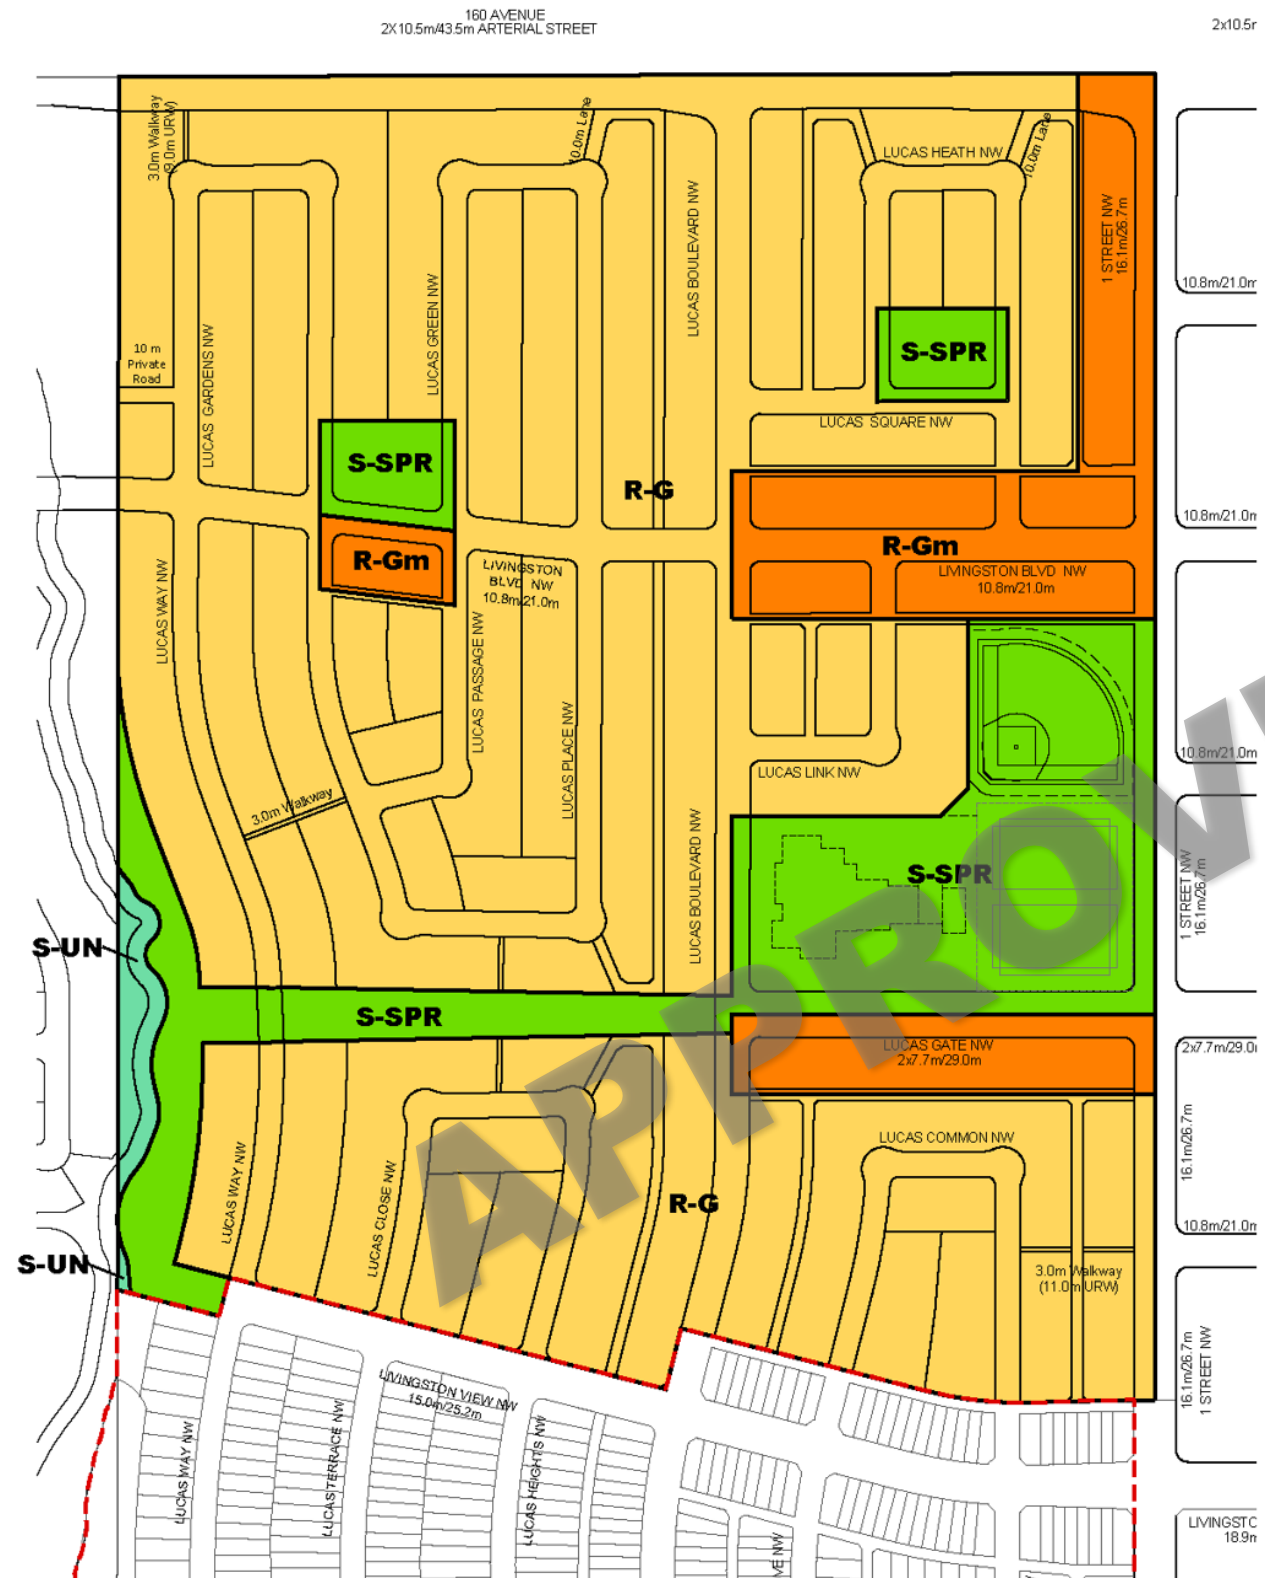 160 AVENUE
2X10.5m/43.5m ARTERIAL STREET
2x10.5m
3.0m Walkway
(9.0m URW)
10.0m Lane
LUCAS HEATH NW
10.0m Lane
LUCAS BOULEVARD NW
1 STREET NW
16.1m/26.7m
10.8m/21.0m
LUCAS GREEN NW
LUCAS GARDENS NW
10 m
Private
Road
S-SPR
LUCAS SQUARE NW
S-SPR
R-G
10.8m/21.0m
R-Gm
R-Gm
LIVINGSTON
BLVD NW
10.8m/21.0m
LIVINGSTON BLVD NW
10.8m/21.0m
LUCAS WAY NW
LUCAS PASSAGE NW
LUCAS PLACE NW
10.8m/21.0m
LUCAS LINK NW
3.0m Walkway
LUCAS BOULEVARD NW
S-SPR
1 STREET NW
16.1m/26.7m
S-UN
S-SPR
LUCAS GATE NW
2x7.7m/29.0m
2x7.7m/29.0
APPROV
LUCAS COMMON NW
16.1m/26.7m
LUCAS WAY NW
LUCAS CLOSE NW
R-G
10.8m/21.0m
S-UN
3.0m Walkway
(11.0m URW)
16.1m/26.7m
1 STREET NW
LIVINGSTON VIEW NW
15.0m/25.2m
LUCAS WAY NW
LUCAS TERRACE NW
LUCAS HEIGHTS NW
VE NW
LIVINGSTO
18.9m